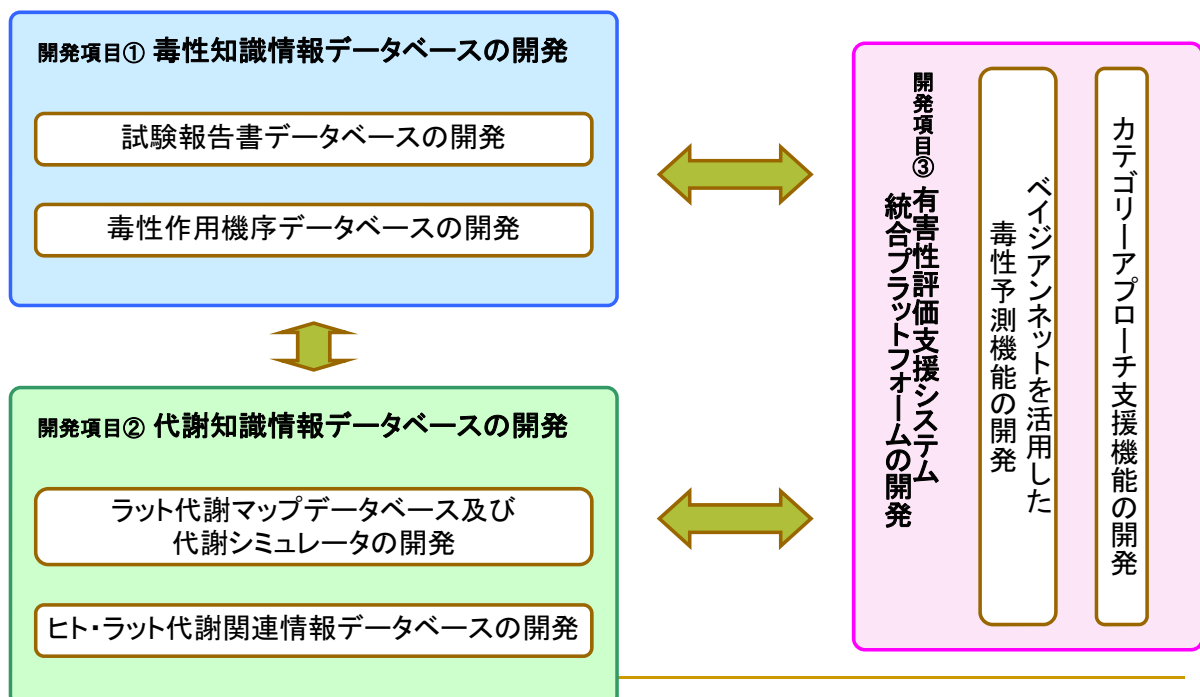 開発項目① 毒性知識情報データベースの開発
試験報告書データベースの開発
毒性作用機序データベースの開発
開発項目② 代謝知識情報データベースの開発
ラット代謝マップデータベース及び
代謝シミュレータの開発
ヒト・ラット代謝関連情報データベースの開発
開発項目③ 有害性評価支援システム
統合プラットフォームの開発
ベイジアンネットを活用した
毒性予測機能の開発
カテゴリーアプローチ支援機能の開発